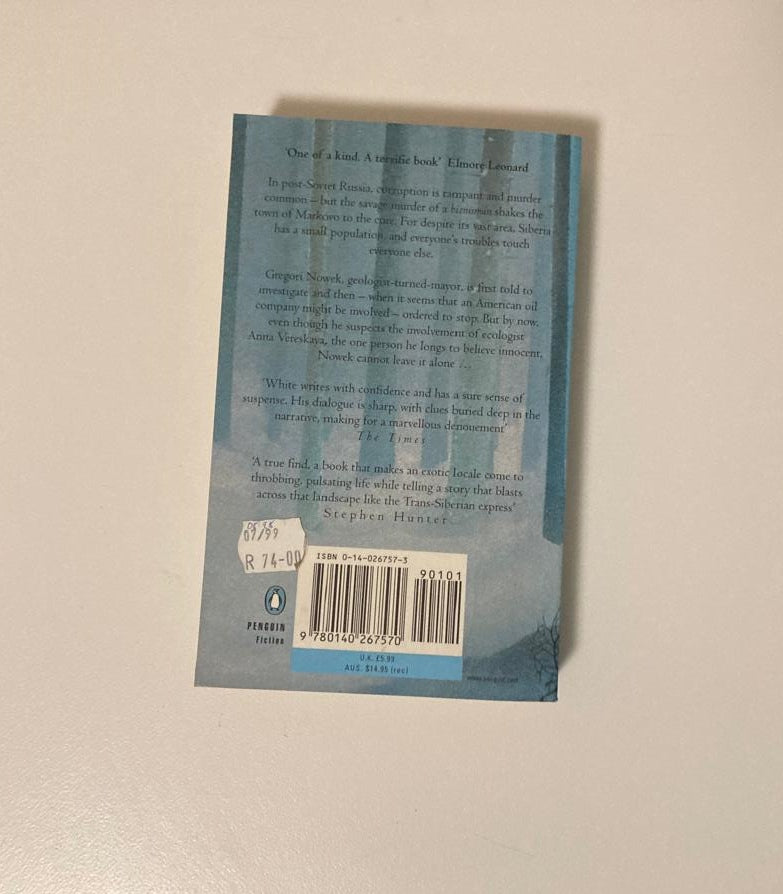 'One of a kind. A terrific book' Elmore Leonard
In post-Soviet Russia, corruption is rampant and murder
common – but the savage murder of a biznisman shakes the
town of Markovo to the core. For despite its vast area, Siberia
has a small population, and everyone's troubles touch
everyone else.
Gregori Nowek, geologist-turned-mayor, is first told to
investigate and then – when it seems that an American oil
company might be involved – ordered to stop. But by now,
even though he suspects the involvement of ecologist
Anna Vereskaya, the one person he longs to believe innocent,
Nowek cannot leave it alone ...
'White writes with confidence and has a sure sense of
suspense. His dialogue is sharp, with clues buried deep in the
narrative, making for a marvellous denouement'
The Times
'A true find, a book that makes an exotic locale come to
throbbing, pulsating life while telling a story that blasts
across that landscape like the Trans-Siberian express'
Stephen Hunter
07/99
R 74-00
PENGUIN
Fiction
ISBN 0-14-026757-3
90101
9 780140 267570
U.K. £5.99
AUS. $14.95 (rec)